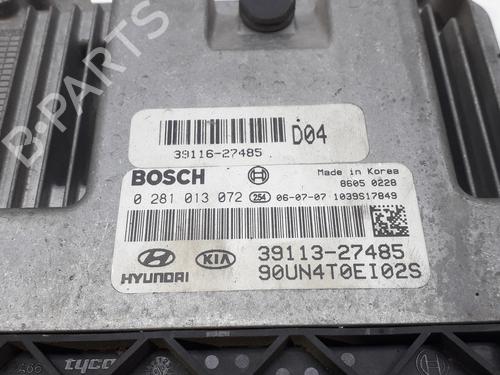 39116-27485
D04
BOSCH
Made in Korea
8605 0228
0 281 013 072 254 06-07-07 1039S17849
HYUNDAI KIA
39113-27485
90UN4T0EI02S
A66 tyco
B-Parts